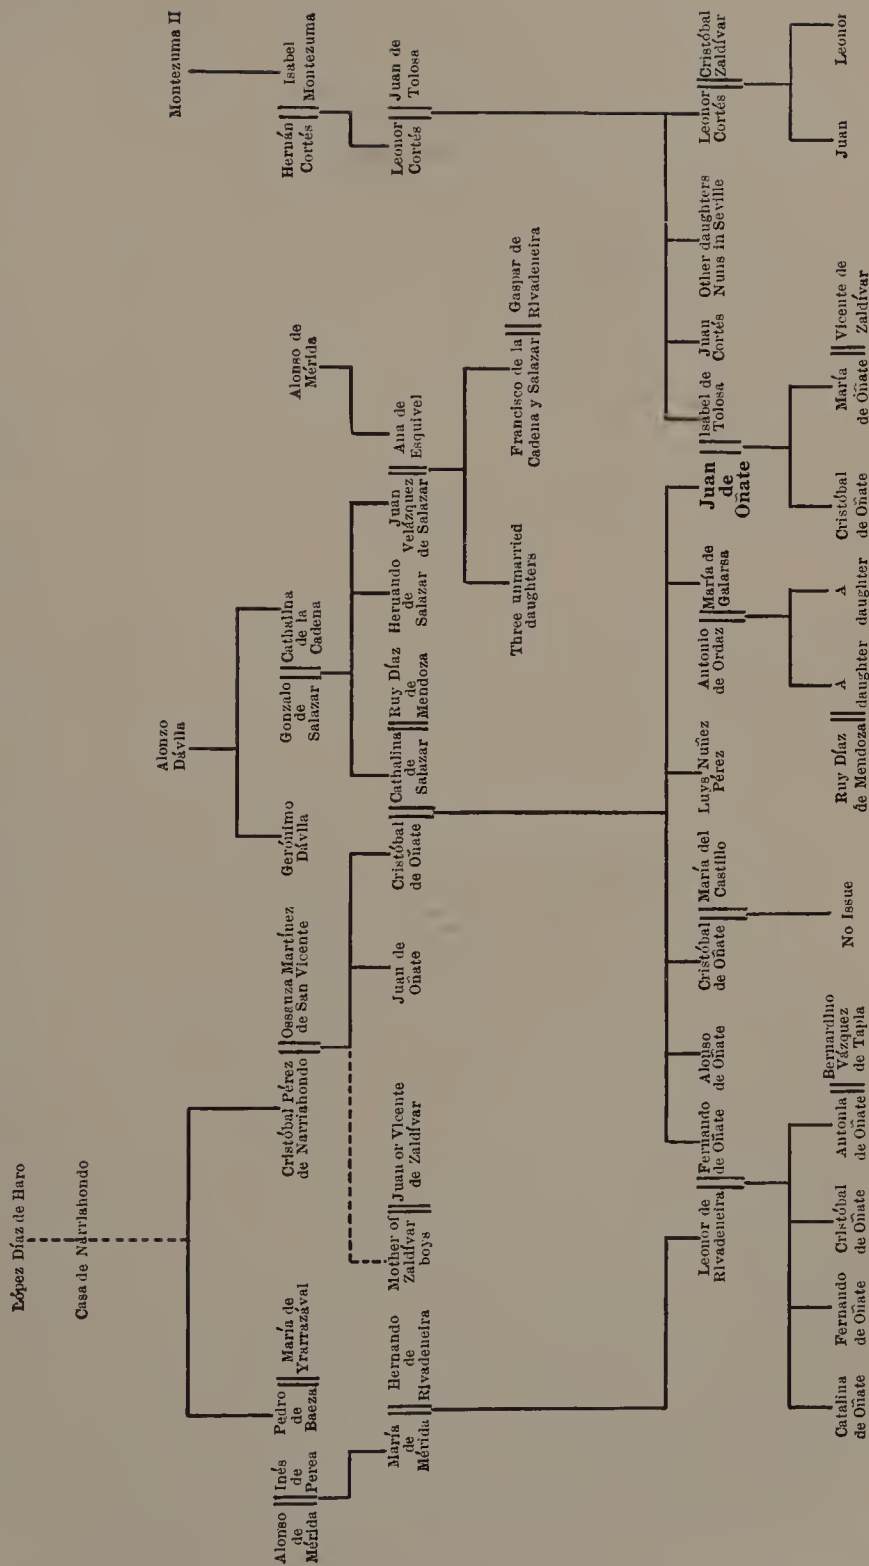 López Díaz de Haro
Casa de Narriahondo
Alonzo
Dávila
Montezuma II
Alonso de
Mérida
Alonso
de
Mérida
Inés
de
Perea
Pedro
de
Baeza
María de
Yrarrazával
Cristóbal Pérez
de Narriahondo
Ossanza Martínez
de San Vicente
Gerónimo
Dávila
Gonzalo
de
Salazar
Cathalina
de la
Cadena
Hernán
Cortés
Isabel
Montezuma
María
de
Mérida
Hernando
de
Rivadeneira
Mother of
Zaldívar
boys
Juan or Vicente
de Zaldívar
Juan de
Oñate
Cristóbal
de Oñate
Cathalina
de
Salazar
Ruy Díaz
de
Mendoza
Hernando
de
Salazar
Juan
Velázquez
de Salazar
Ana de
Esquivel
Leonor
Cortés
Juan de
Tolosa
Three unmarried
daughters
Francisco de la
Cadena y Salazar
Gaspar de
Rivadeneira
Leonor de
Rivadeneira
Fernando
de Oñate
Alonso
de Oñate
Cristóbal
de Oñate
María del
Castillo
Luys Nuñez
Pérez
Antonio
de Ordaz
María de
Galarsa
Juan
de
Oñate
Isabel de
Tolosa
Juan
Cortés
Other daughters
Nuns in Seville
Leonor
Cortés
Cristóbal
Zaldívar
Catalina
de Oñate
Fernando
de Oñate
Cristóbal
de Oñate
Antonia
de Oñate
Bernardino
Vázquez
de Tapia
No Issue
Ruy Díaz
de Mendoza
A
daughter
A
daughter
Cristóbal
de Oñate
María
de Oñate
Vicente de
Zaldívar
Juan
Leonor